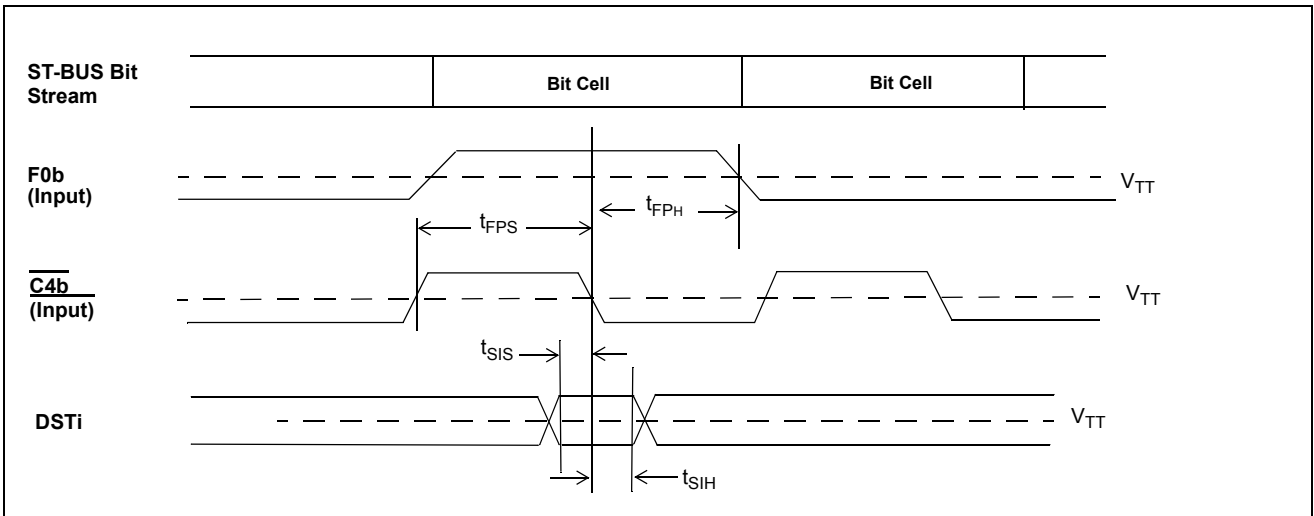 ST-BUS Bit
Stream
Bit Cell
Bit Cell
F0b
(Input)
VTT
tFPS
tFPH
C4b
(Input)
VTT
tSIS
DSTi
VTT
tSIH